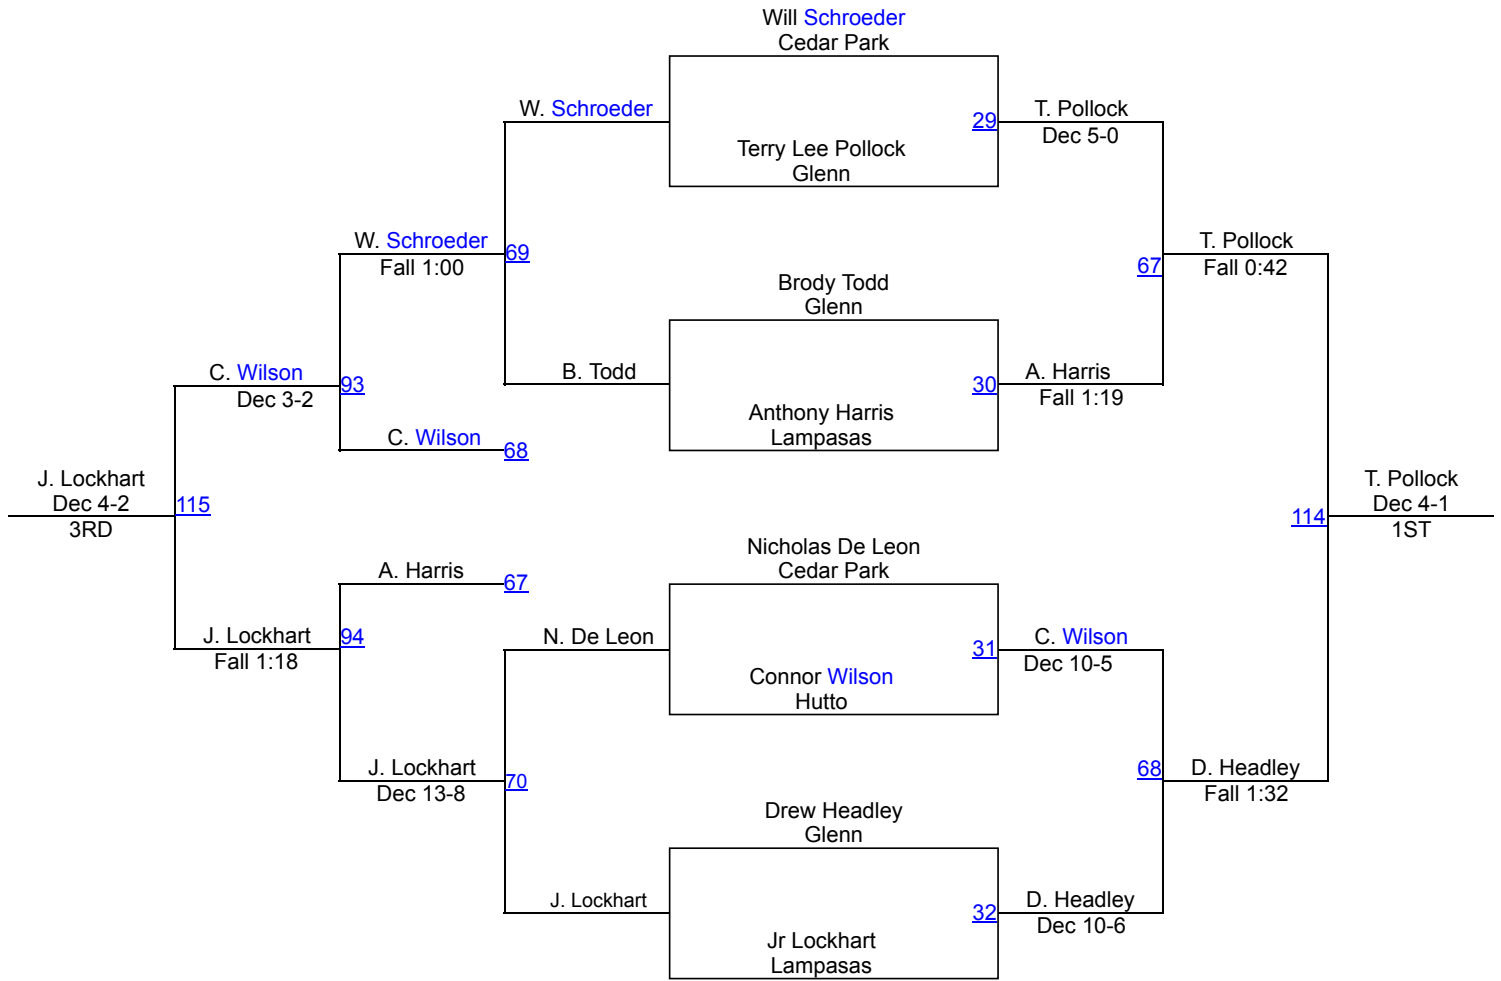 Will Schroeder
Cedar Park
W. Schroeder
T. Pollock
29
Dec 5-0
Terry Lee Pollock
Glenn
W. Schroeder
69
T. Pollock
Fall 1:00
67
Fall 0:42
Brody Todd
Glenn
C. Wilson
B. Todd
A. Harris
93
30
Dec 3-2
Fall 1:19
Anthony Harris
Lampasas
C. Wilson
68
J. Lockhart
T. Pollock
Dec 4-2
115
Dec 4-1
114
3RD
1ST
Nicholas De Leon
Cedar Park
A. Harris
67
J. Lockhart
94
N. De Leon
C. Wilson
31
Fall 1:18
Dec 10-5
Connor Wilson
Hutto
J. Lockhart
68
D. Headley
70
Dec 13-8
Fall 1:32
Drew Headley
Glenn
J. Lockhart
D. Headley
32
Dec 10-6
Jr Lockhart
Lampasas